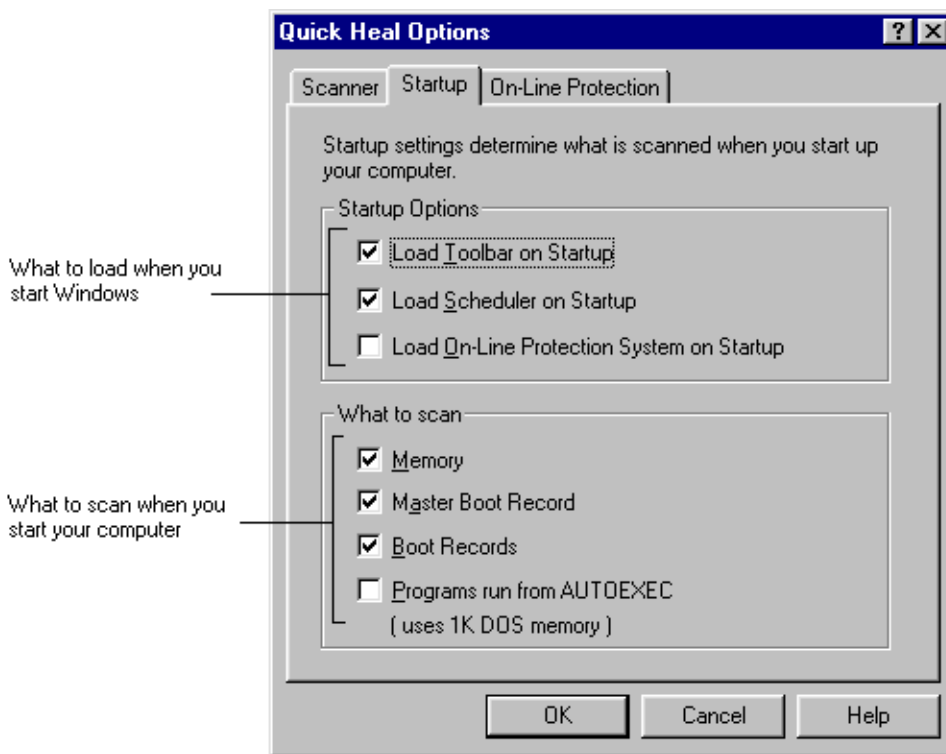 Quick Heal Options
Scanner
Startup
On-Line Protection
Startup settings determine what is scanned when you start up
your computer.
Startup Options
What to load when you
start Windows
Load Toolbar on Startup
Load Scheduler on Startup
Load On-Line Protection System on Startup
What to scan
What to scan when you
start your computer
Memory
Master Boot Record
Boot Records
Programs run from AUTOEXEC
( uses 1K DOS memory )
OK
Cancel
Help